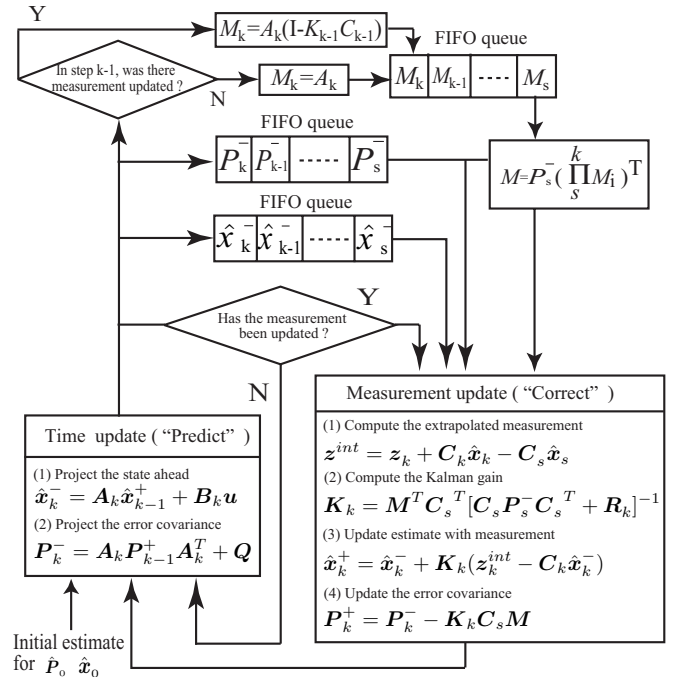 Y
M_k=A_k(I-K_{k-1}C_{k-1})
FIFO queue
In step k-1, was there
measurement updated ?
N
M_k=A_k
M_k M_{k-1} ----- M_s
FIFO queue
P_k^- P_{k-1}^- ----- P_s^-
M=P_s^-(∏_s^k M_i)^T
FIFO queue
x̂_k^- x̂_{k-1}^- ----- x̂_s^-
Y
Has the measurement
been updated ?
N
Measurement update ( “Correct” )
(1) Compute the extrapolated measurement
z^{int} = z_k + C_k x̂_k − C_s x̂_s
(2) Compute the Kalman gain
K_k = M^T C_s^T [C_s P_s^- C_s^T + R_k]^{-1}
(3) Update estimate with measurement
x̂_k^+ = x̂_k^- + K_k(z_k^{int} − C_k x̂_k^-)
(4) Update the error covariance
P_k^+ = P_k^- − K_k C_s M
Time update ( “Predict” )
(1) Project the state ahead
x̂_k^- = A_k x̂_{k-1}^+ + B_k u
(2) Project the error covariance
P_k^- = A_k P_{k-1}^+ A_k^T + Q
Initial estimate
for P̂_0 x̂_0